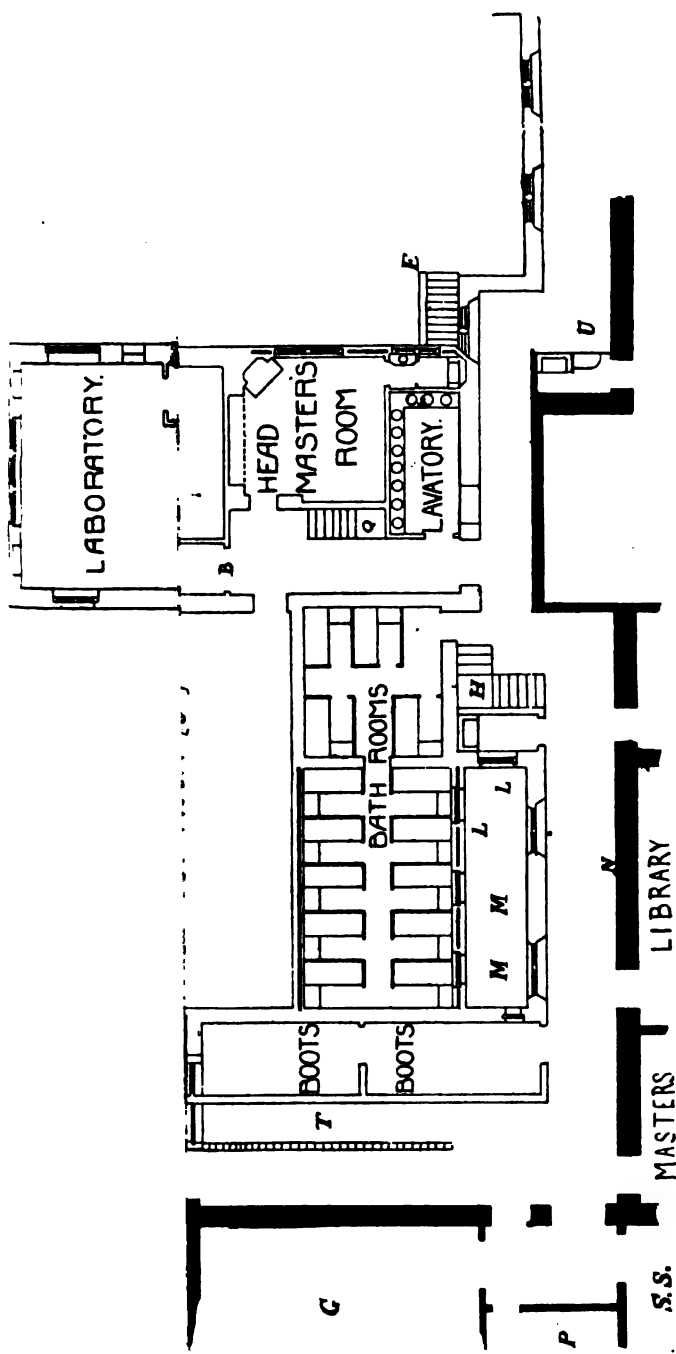 LABORATORY.
B
HEAD
MASTERS
ROOM
E
Q
LAVATORY.
U
BATH ROOMS
H
L
L
M
M
N
LIBRARY
BOOTS
BOOTS
T
MASTERS
G
P
S.S.